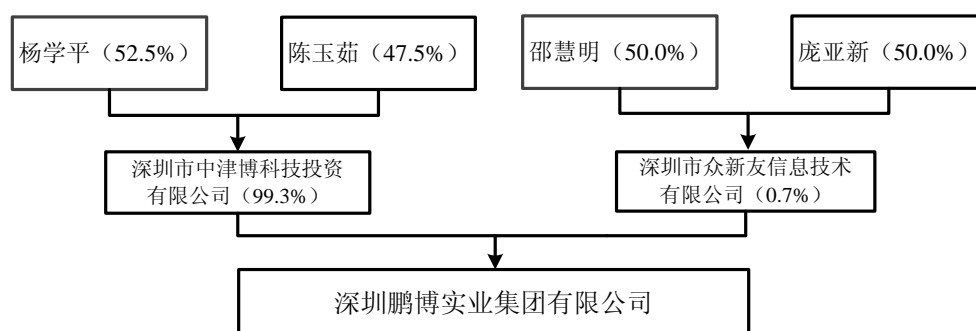 杨学平（52.5%）
陈玉茹（47.5%）
邵慧明（50.0%）
庞亚新（50.0%）
深圳市中津博科技投资
有限公司（99.3%）
深圳市众新友信息技术
有限公司（0.7%）
深圳鹏博实业集团有限公司